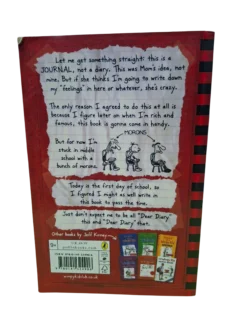 Let me get something straight: this is a
JOURNAL, not a diary. This was Mom's idea, not
mine. But if she thinks I'm going to write down
my "feelings" in here or whatever, she's crazy.
The only reason I agreed to do this at all is
because I figure later on when I'm rich and
famous, this book is gonna come in handy.
MORONS
But for now I'm
stuck in middle
school with a
bunch of morons.
Today is the first day of school, so
I figured I might as well write in
this book to pass the time.
Just don't expect me to be all "Dear Diary"
this and "Dear Diary" that.
Other books by Jeff Kinney: